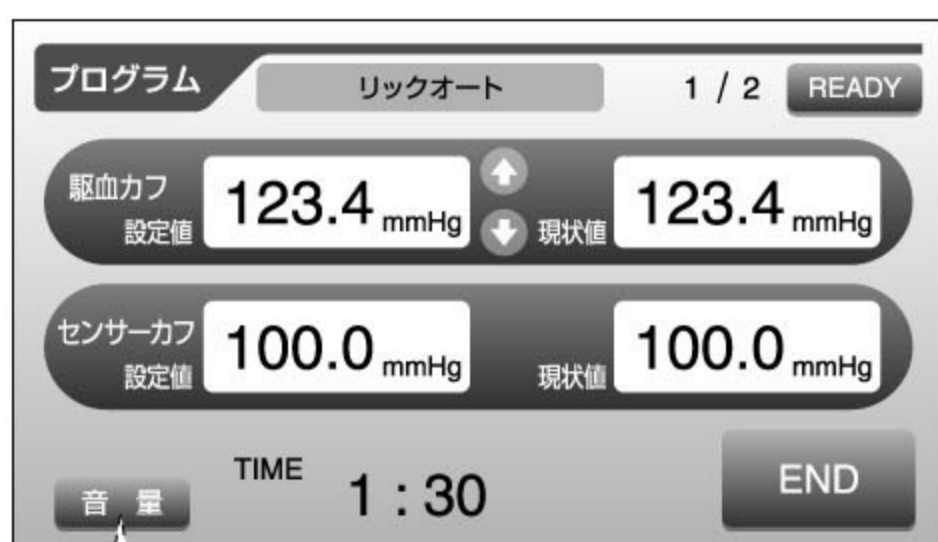 プログラム リックオート 1 / 2 READY
駆血カフ
設定値 123.4 mmHg 現状値 123.4 mmHg
センサーカフ
設定値 100.0 mmHg 現状値 100.0 mmHg
音 量 TIME 1 : 30 END